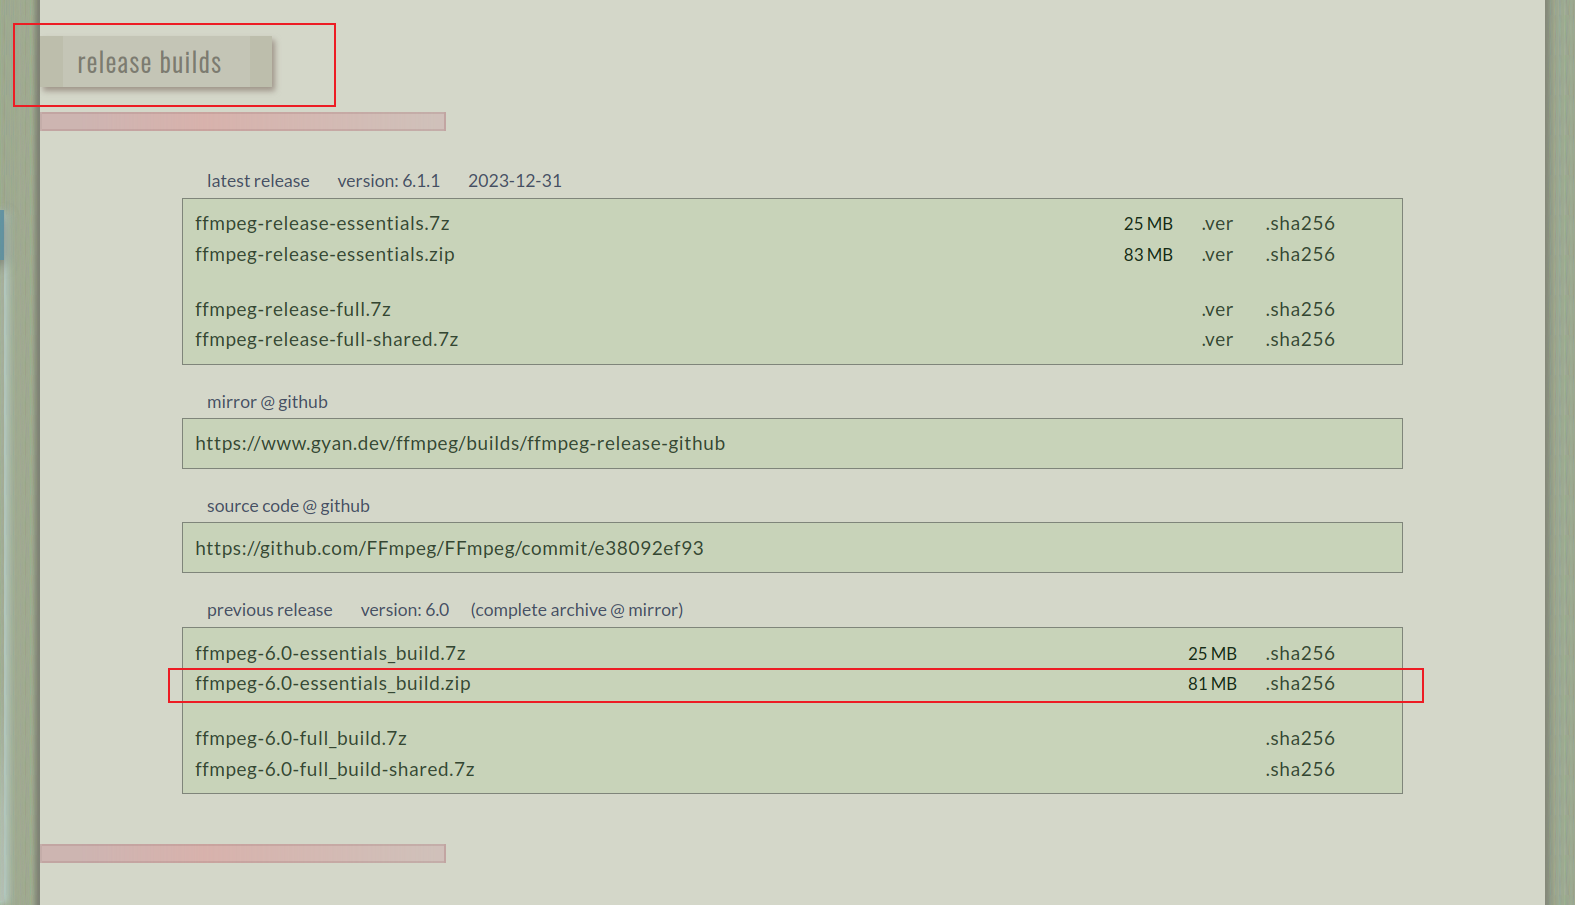 release builds
latest release version: 6.1.1 2023-12-31
ffmpeg-release-essentials.7z 25 MB .ver .sha256
ffmpeg-release-essentials.zip 83 MB .ver .sha256
ffmpeg-release-full.7z .ver .sha256
ffmpeg-release-full-shared.7z .ver .sha256
mirror @ github
https://www.gyan.dev/ffmpeg/builds/ffmpeg-release-github
source code @ github
https://github.com/FFmpeg/FFmpeg/commit/e38092ef93
previous release version: 6.0 (complete archive @ mirror)
ffmpeg-6.0-essentials_build.7z 25 MB .sha256
ffmpeg-6.0-essentials_build.zip 81 MB .sha256
ffmpeg-6.0-full_build.7z .sha256
ffmpeg-6.0-full_build-shared.7z .sha256